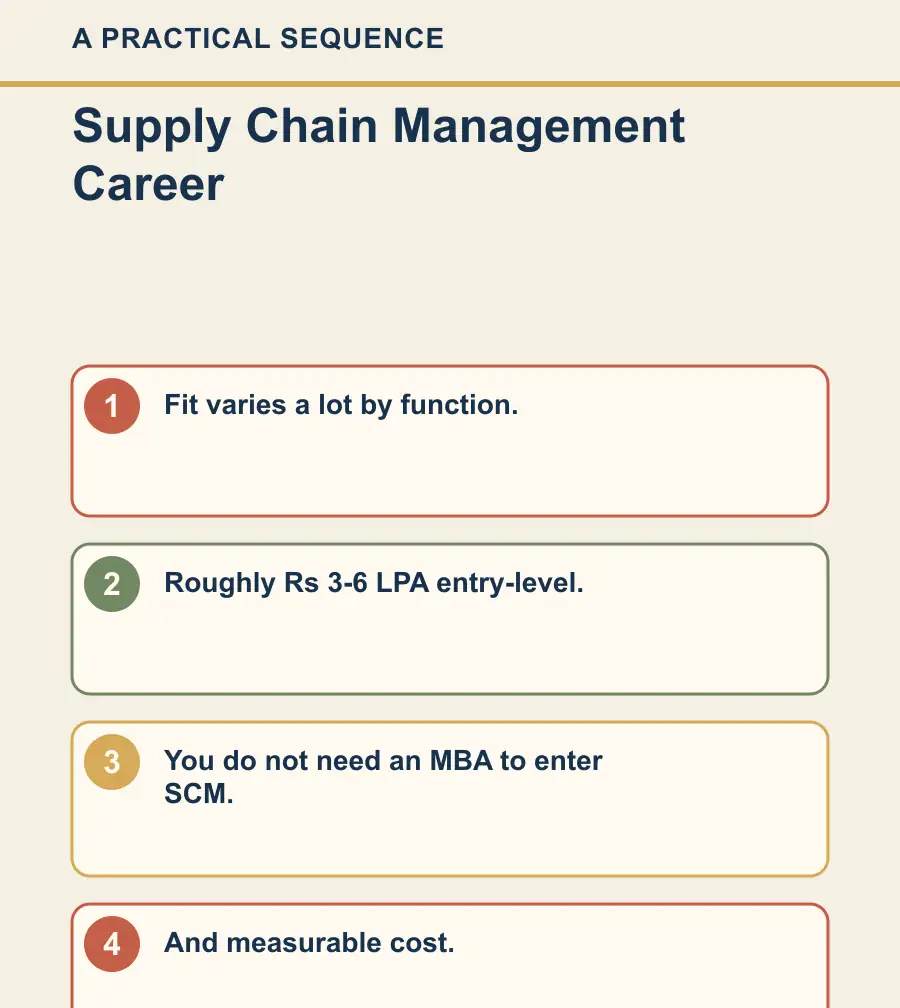 A PRACTICAL SEQUENCE
Supply Chain Management
Career
1
Fit varies a lot by function.
2
Roughly Rs 3-6 LPA entry-level.
3
You do not need an MBA to enter
SCM.
4
And measurable cost.